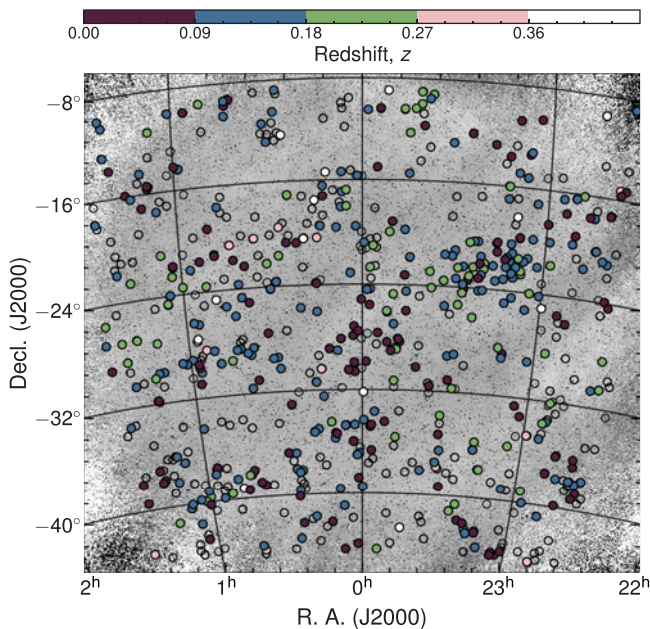 0.00 0.09 0.18 0.27 0.36
Redshift, z
−8°
−16°
−24°
−32°
−40°
Decl. (J2000)
2h 1h 0h 23h 22h
R. A. (J2000)